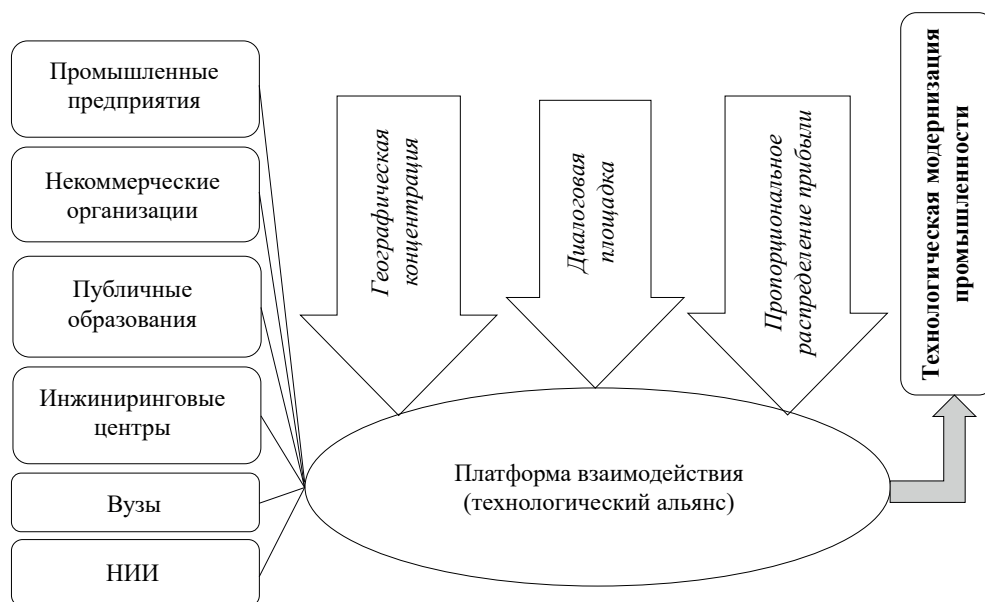 Промышленные
предприятия
Некоммерческие
организации
Публичные
образования
Инжиниринговые
центры
Вузы
НИИ
Географическая
концентрация
Диалоговая
площадка
Пропорциональное
распределение прибыли
Платформа взаимодействия
(технологический альянс)
Технологическая модернизация
промышленности